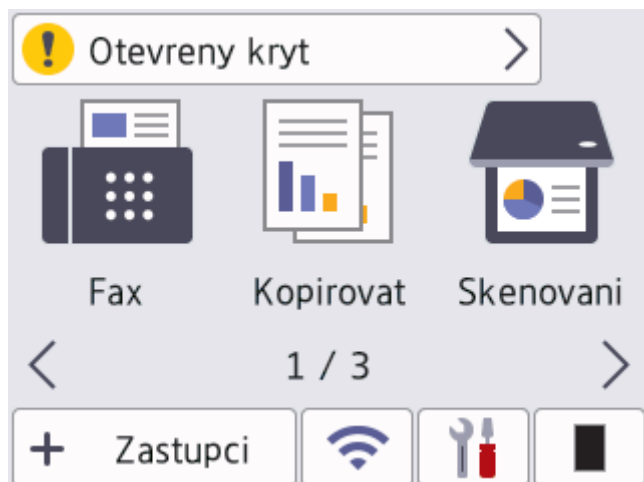 Otevreny kryt
Fax Kopirovat Skenovani
1 / 3
+ Zastupci